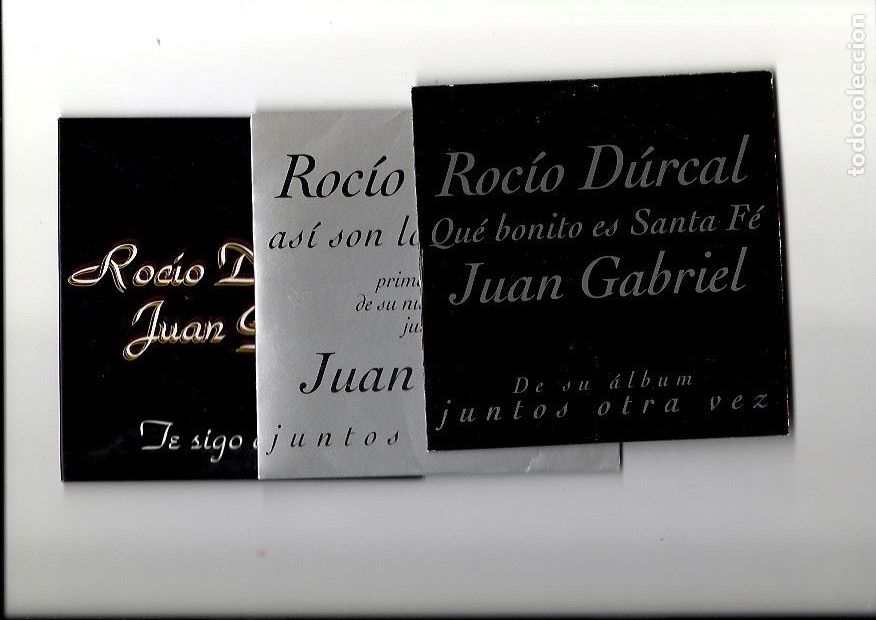 Rocío D
Juan G
Te sigo
Rocío
así son la
prim
de su nu
ju
Juan
juntos
Rocío Dúrcal
Qué bonito es Santa Fé
Juan Gabriel
De su álbum
juntos otra vez
todocoleccion